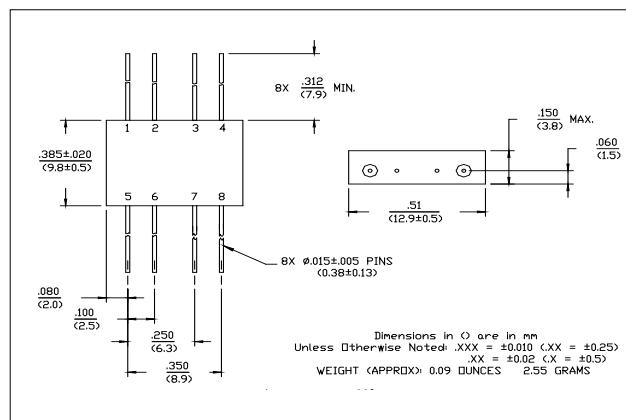 8X .312 (7.9) MIN.
1 2 3 4
.385±.020
(9.8±0.5)
5 6 7 8
.150 (3.8) MAX.
.060
(1.5)
.51
(12.9±0.5)
8X Ø.015±.005 PINS
(0.38±0.13)
.080
(2.0)
.100
(2.5)
.250
(6.3)
.350
(8.9)
Dimensions in () are in mm
Unless Otherwise Noted: .XXX = ±0.010 (.XX = ±0.25)
.XX = ±0.02 (.X = ±0.5)
WEIGHT (APPROX): 0.09 OUNCES 2.55 GRAMS